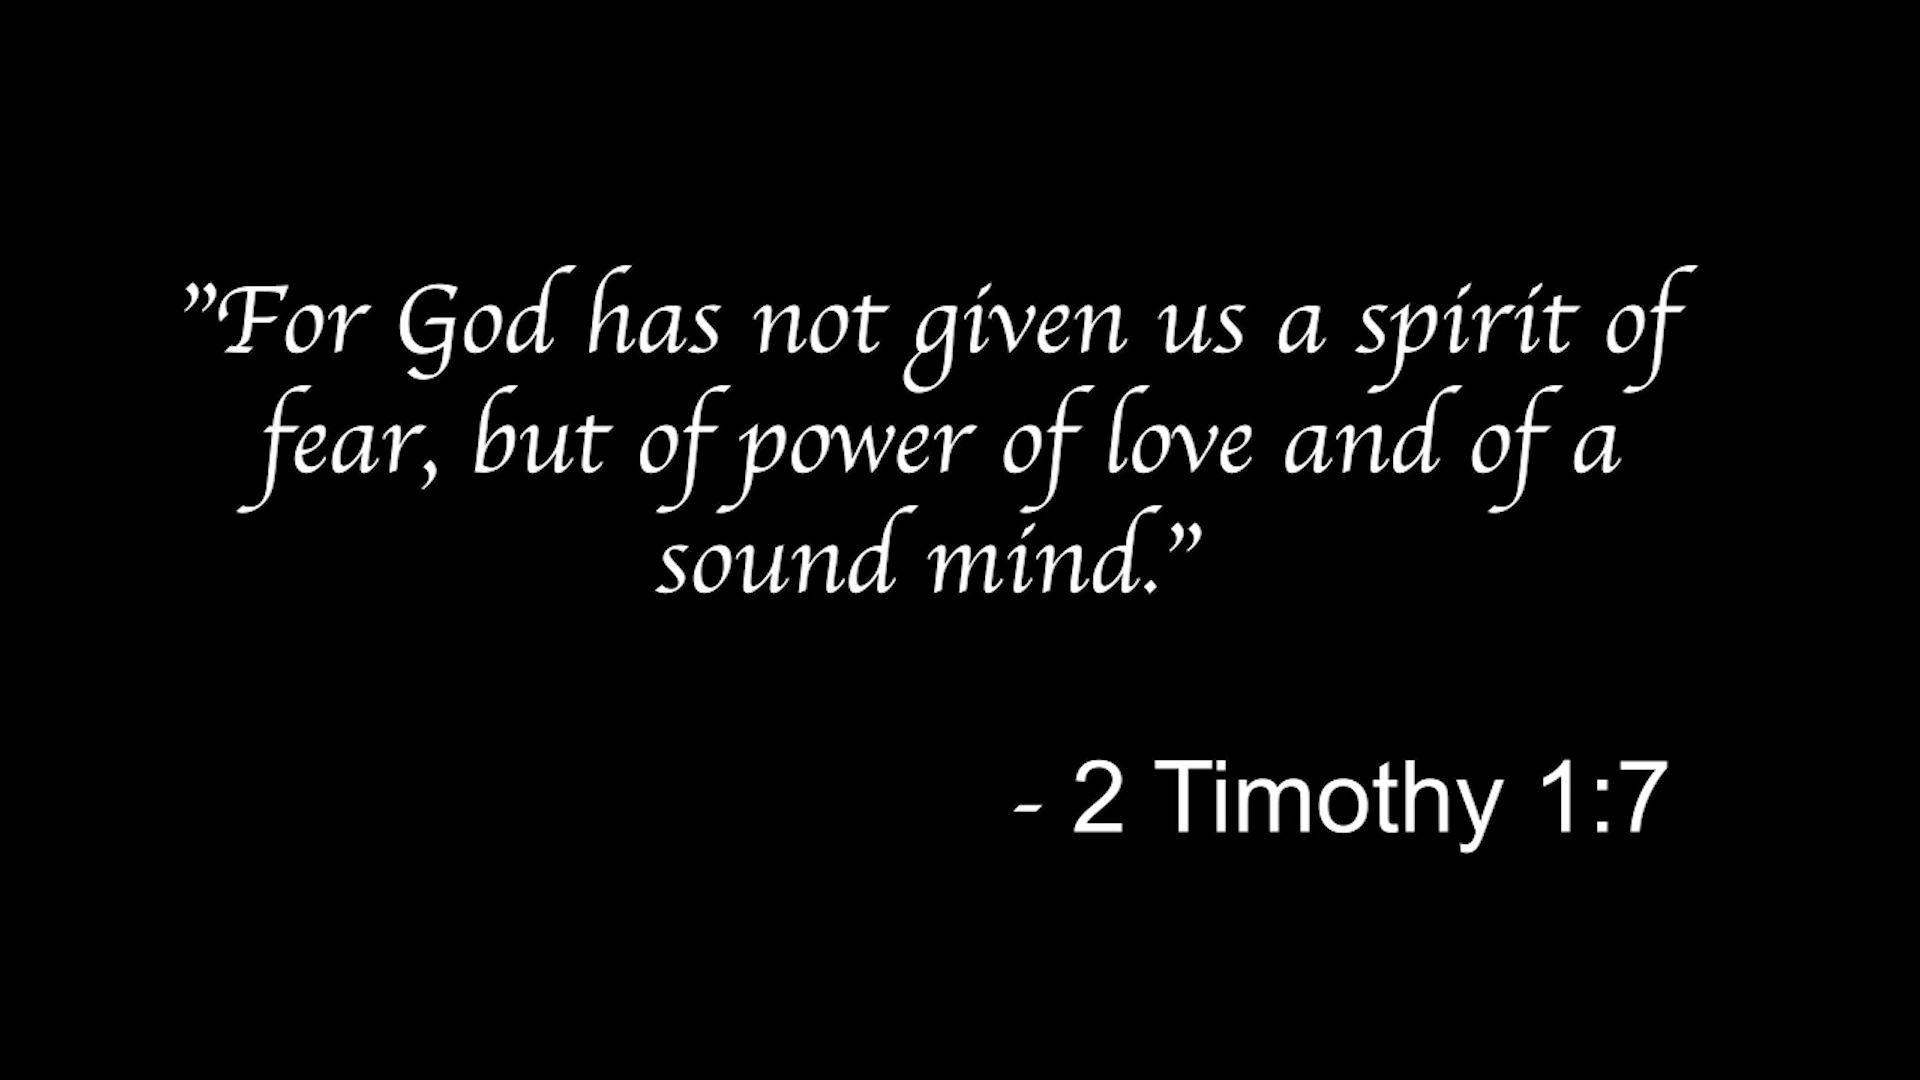 "For God has not given us a spirit of
fear, but of power of love and of a
sound mind."
- 2 Timothy 1:7